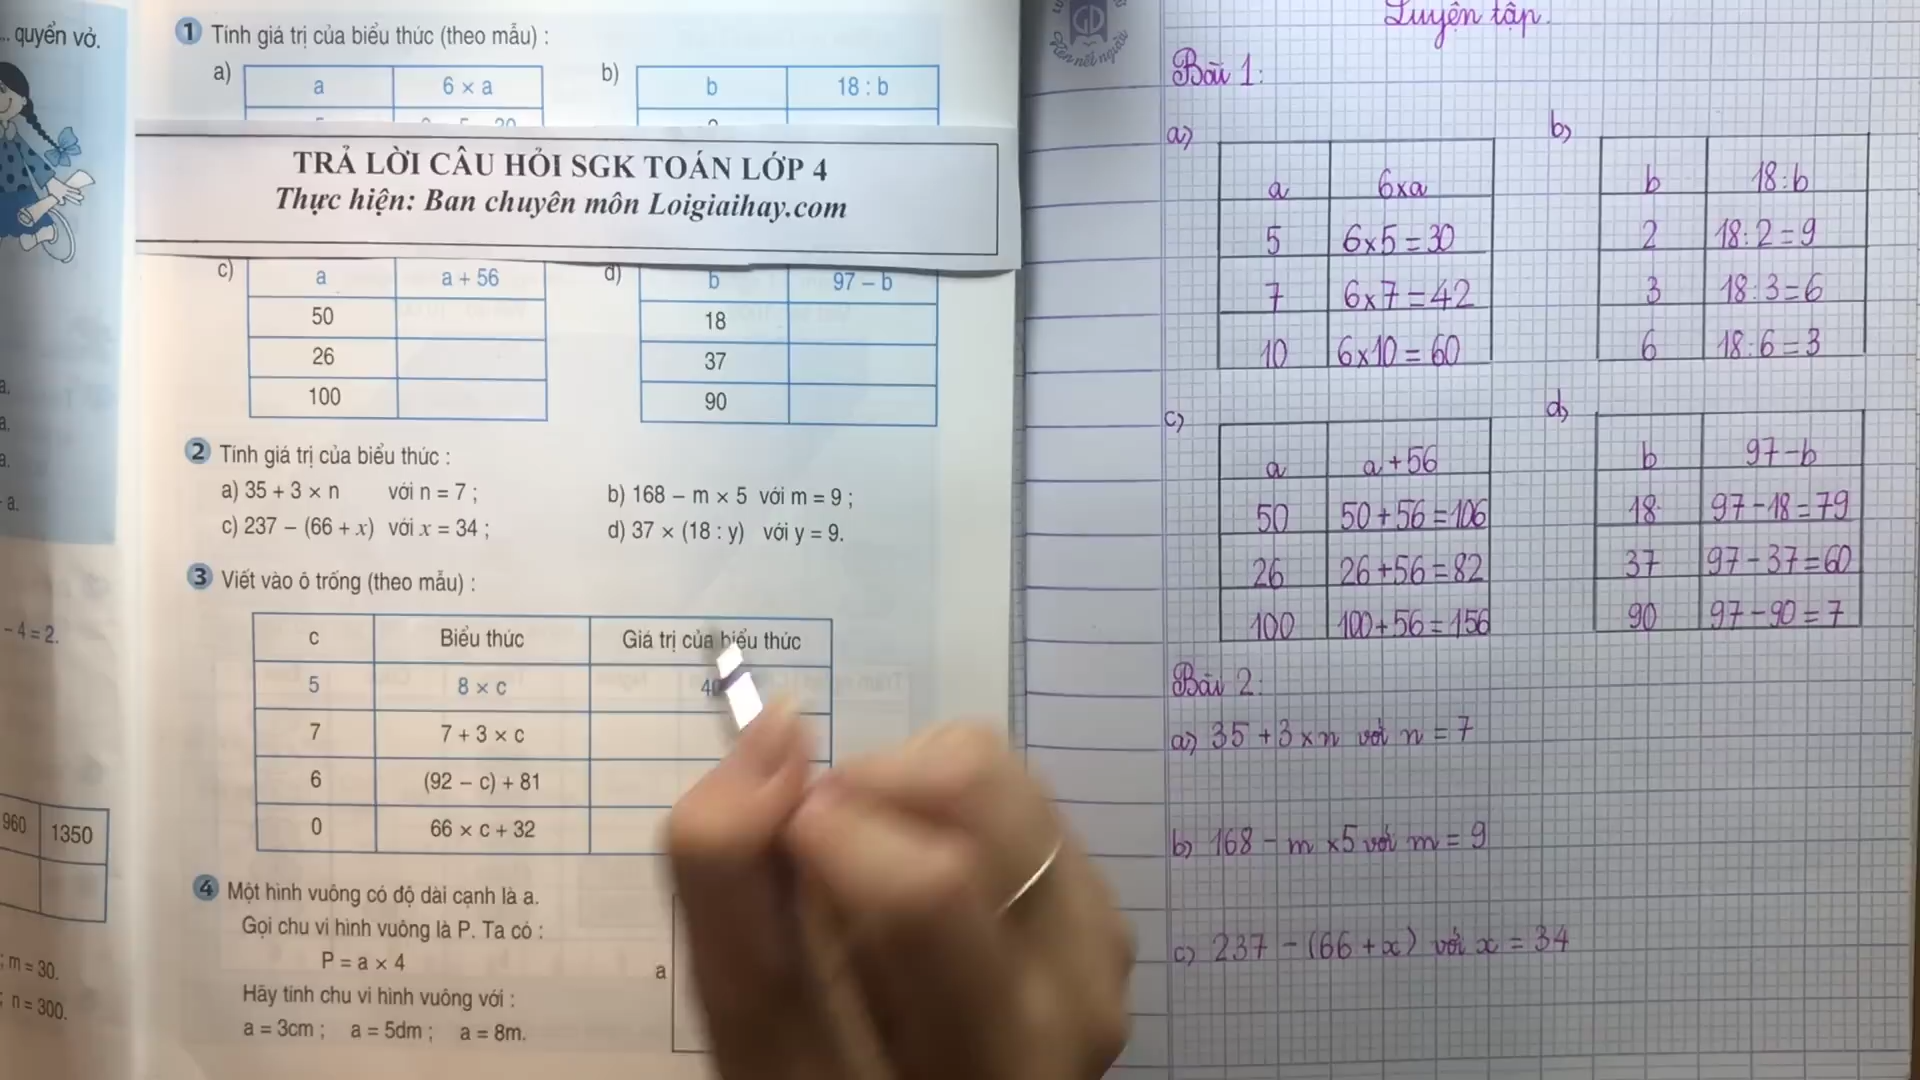 ... quyển vở.
a.
a.
a.
a.
– 4 = 2.
960 1350
; m = 30.
; n = 300.
1 Tính giá trị của biểu thức (theo mẫu) :
a) b)
a 6 × a
b 18 : b
TRẢ LỜI CÂU HỎI SGK TOÁN LỚP 4
Thực hiện: Ban chuyên môn Loigiaihay.com
c) d)
a a + 56
50
26
100
b 97 – b
18
37
90
2 Tính giá trị của biểu thức :
a) 35 + 3 × n với n = 7 ; b) 168 – m × 5 với m = 9 ;
c) 237 – (66 + x) với x = 34 ; d) 37 × (18 : y) với y = 9.
3 Viết vào ô trống (theo mẫu) :
c Biểu thức Giá trị của biểu thức
5 8 × c 40
7 7 + 3 × c
6 (92 – c) + 81
0 66 × c + 32
4 Một hình vuông có độ dài cạnh là a.
Gọi chu vi hình vuông là P. Ta có :
P = a × 4
Hãy tính chu vi hình vuông với :
a = 3cm ; a = 5dm ; a = 8m.
a
GD
nét người
Luyện tập.
Bài 1:
a) b)
a 6xa
5 6x5=30
7 6x7=42
10 6x10=60
b 18:b
2 18:2=9
3 18:3=6
6 18:6=3
c) d)
a a+56
50 50+56=106
26 26+56=82
100 100+56=156
b 97-b
18 97-18=79
37 97-37=60
90 97-90=7
Bài 2:
a) 35 + 3 x n với n = 7
b) 168 - m x5 với m = 9
c) 237 - (66 + x) với x = 34